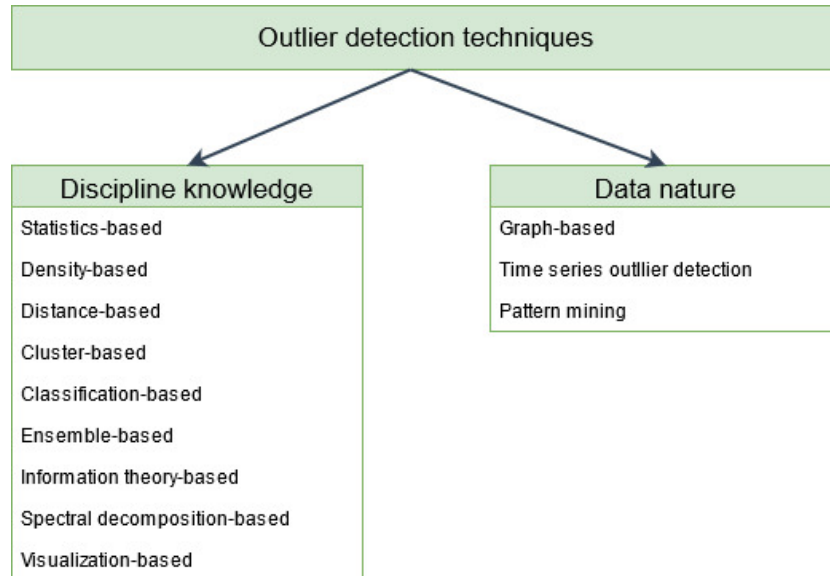 Outlier detection techniques
Discipline knowledge
Statistics-based
Density-based
Distance-based
Cluster-based
Classification-based
Ensemble-based
Information theory-based
Spectral decomposition-based
Visualization-based
Data nature
Graph-based
Time series outllier detection
Pattern mining